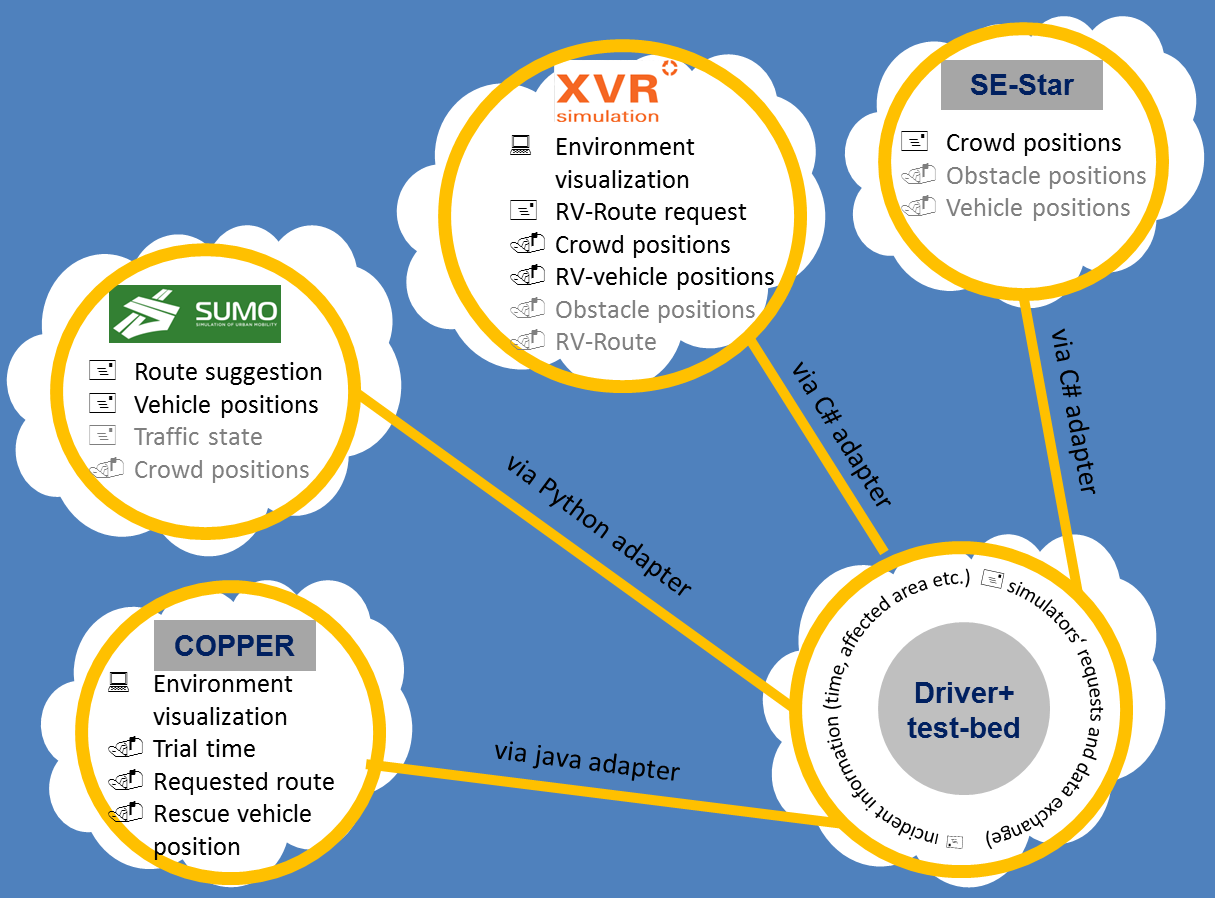 XVR
simulation
Environment
visualization
RV-Route request
Crowd positions
RV-vehicle positions
Obstacle positions
RV-Route
SE-Star
Crowd positions
Obstacle positions
Vehicle positions
SUMO
SIMULATION OF URBAN MOBILITY
Route suggestion
Vehicle positions
Traffic state
Crowd positions
COPPER
Environment
visualization
Trial time
Requested route
Rescue vehicle
position
via Python adapter
via C# adapter
via C# adapter
via java adapter
Incident information (time, affected area etc.)
simulators‘ requests and data exchange)
Driver+
test-bed